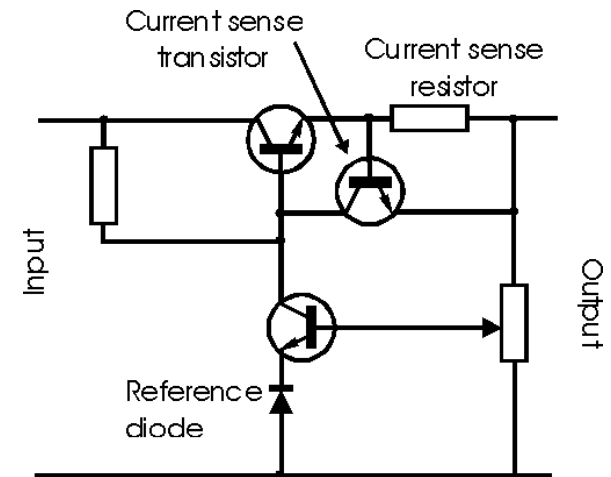 Current sense
transistor
Current sense
resistor
Input
Output
Reference
diode